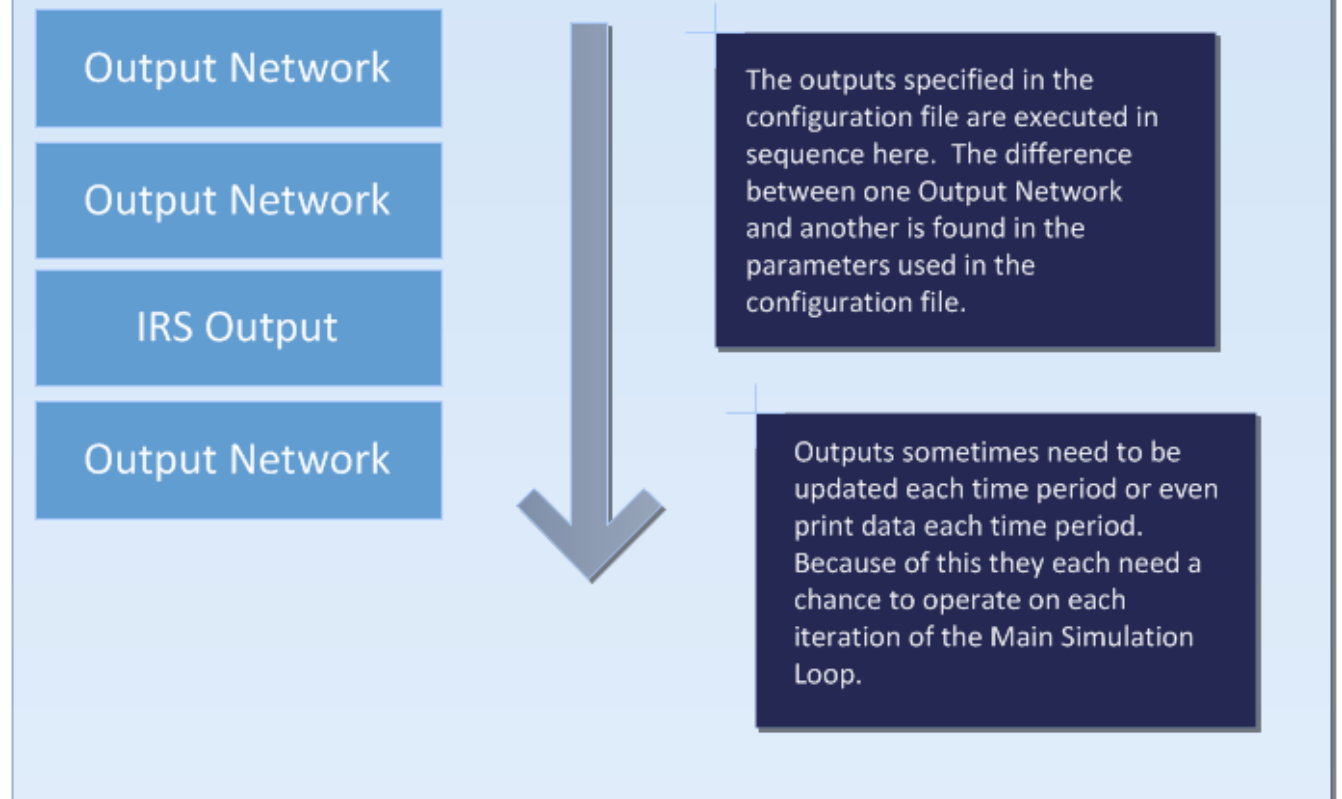 Output Network
Output Network
IRS Output
Output Network
The outputs specified in the
configuration file are executed in
sequence here.  The difference
between one Output Network
and another is found in the
parameters used in the
configuration file.
Outputs sometimes need to be
updated each time period or even
print data each time period.
Because of this they each need a
chance to operate on each
iteration of the Main Simulation
Loop.